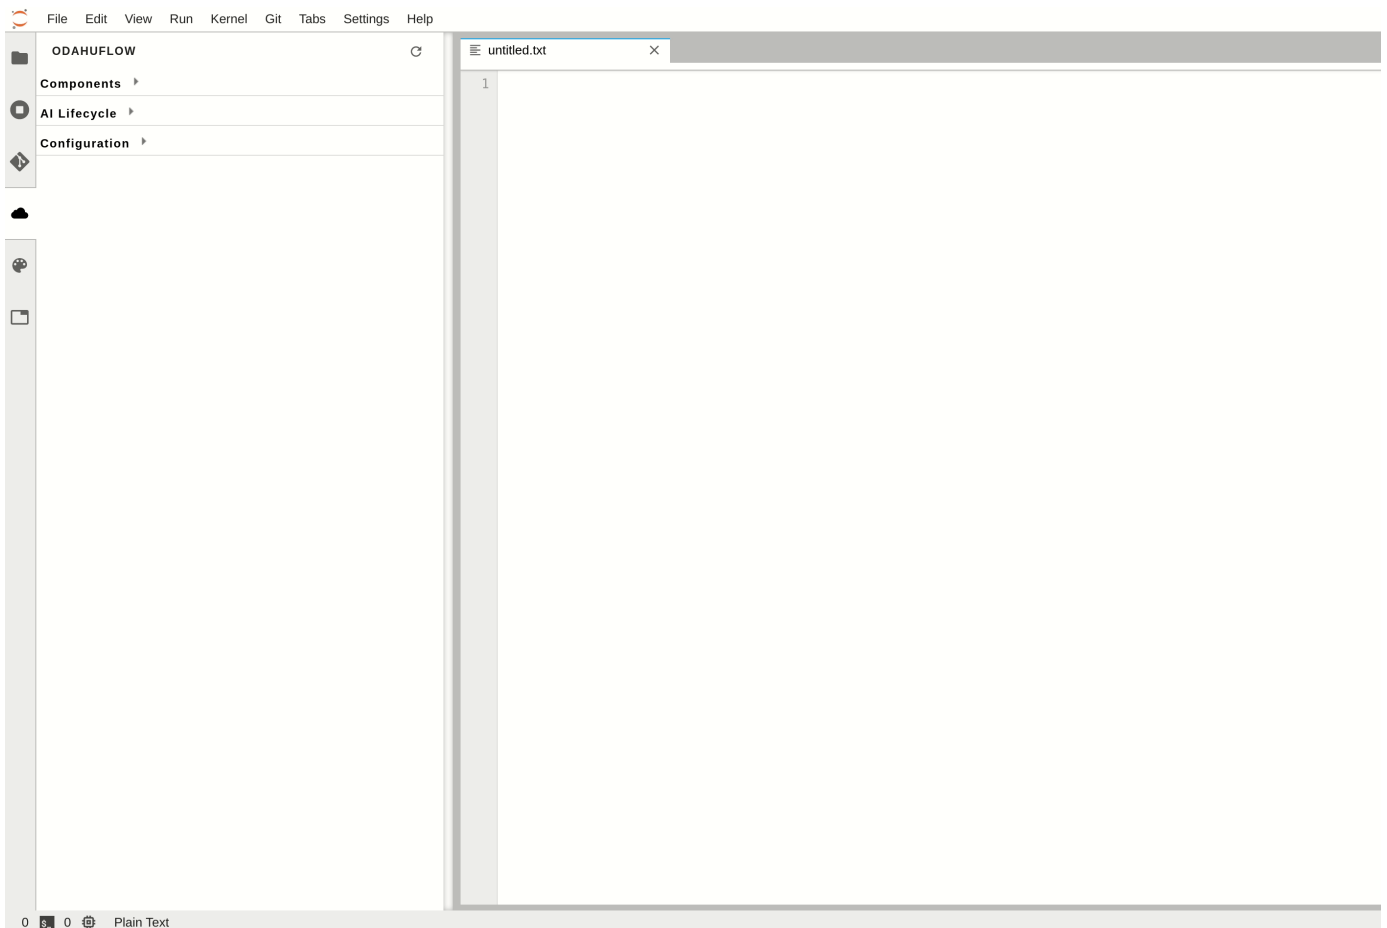 File Edit View Run Kernel Git Tabs Settings Help
ODAHUFLOW
untitled.txt
Components
1
AI Lifecycle
Configuration
0 $_ 0 Plain Text